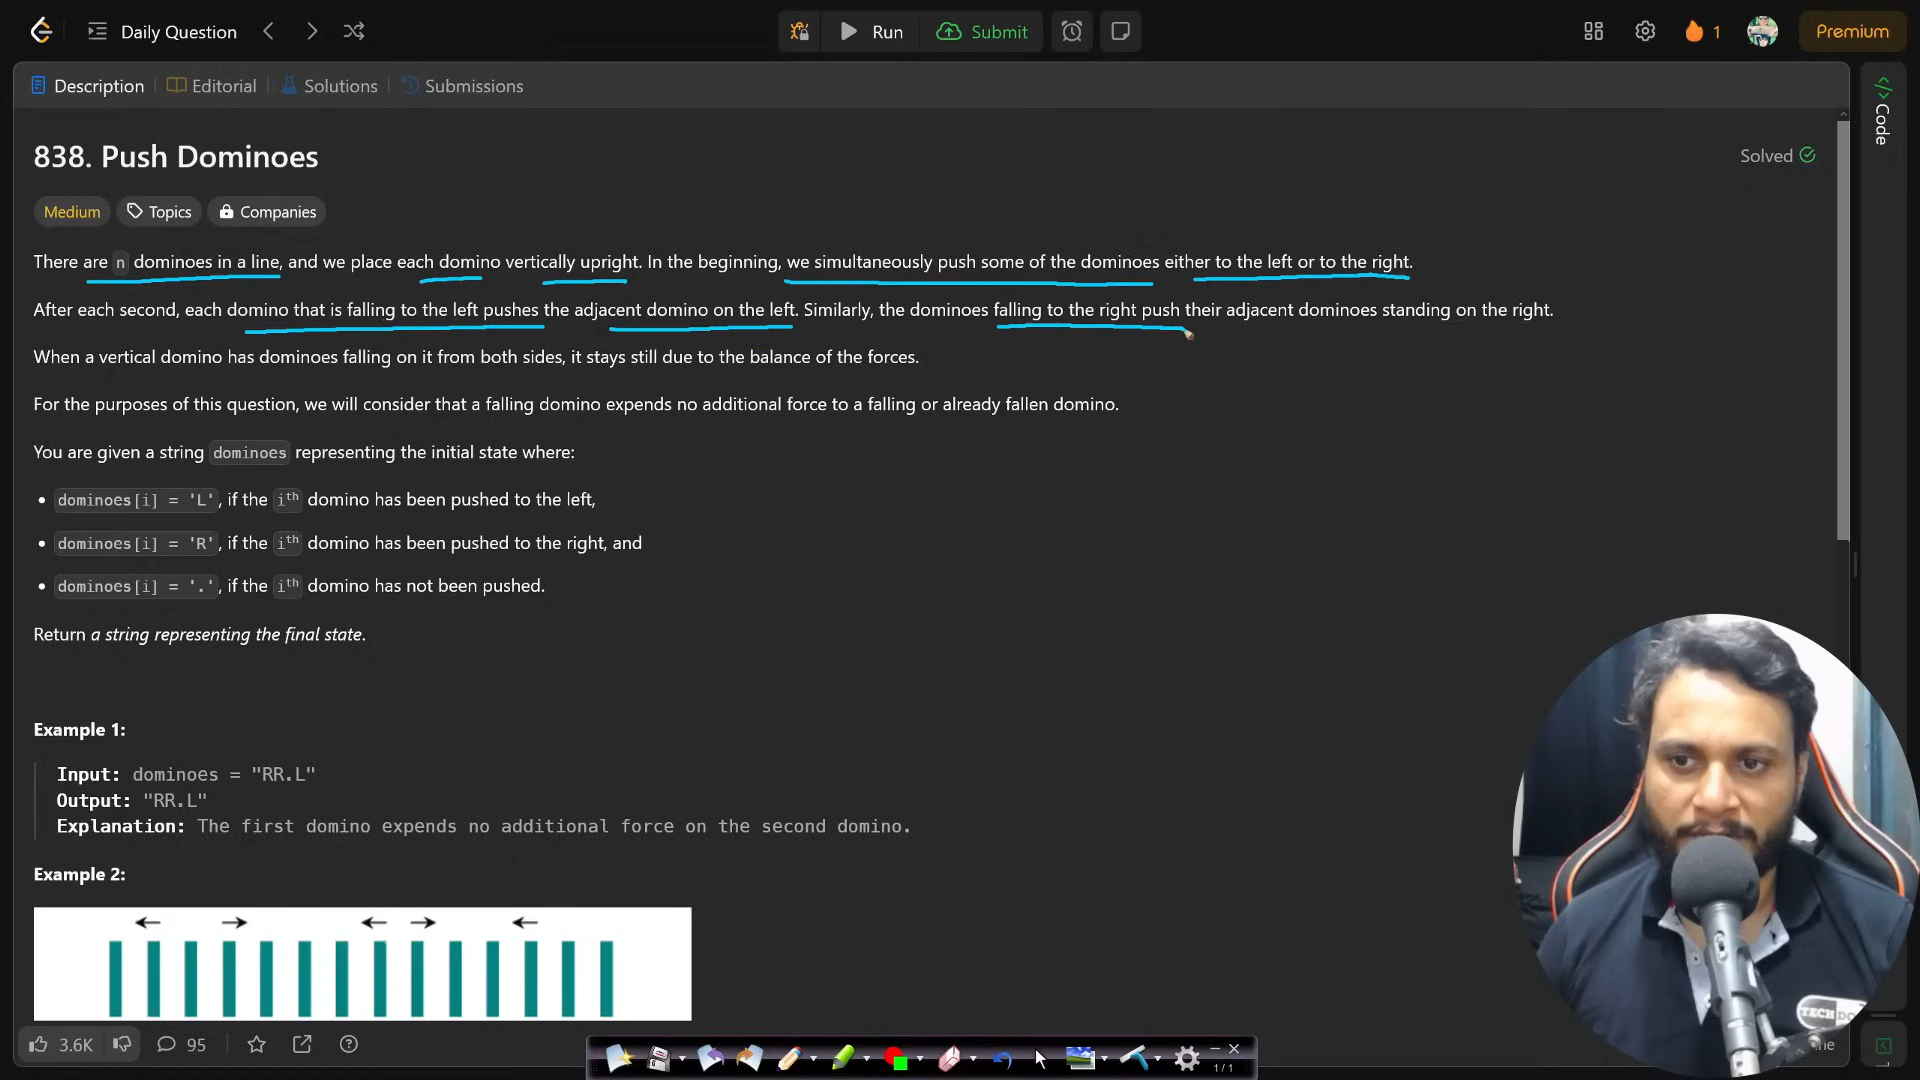 Daily Question
Run
Submit
1
Premium
Description
Editorial
Solutions
Submissions
Code
838. Push Dominoes
Solved
Medium
Topics
Companies
There are n dominoes in a line, and we place each domino vertically upright. In the beginning, we simultaneously push some of the dominoes either to the left or to the right.
After each second, each domino that is falling to the left pushes the adjacent domino on the left. Similarly, the dominoes falling to the right push their adjacent dominoes standing on the right.
When a vertical domino has dominoes falling on it from both sides, it stays still due to the balance of the forces.
For the purposes of this question, we will consider that a falling domino expends no additional force to a falling or already fallen domino.
You are given a string dominoes representing the initial state where:
• dominoes[i] = 'L', if the ith domino has been pushed to the left,
• dominoes[i] = 'R', if the ith domino has been pushed to the right, and
• dominoes[i] = '.', if the ith domino has not been pushed.
Return a string representing the final state.
Example 1:
Input: dominoes = "RR.L"
Output: "RR.L"
Explanation: The first domino expends no additional force on the second domino.
Example 2:
3.6K
95
1/1